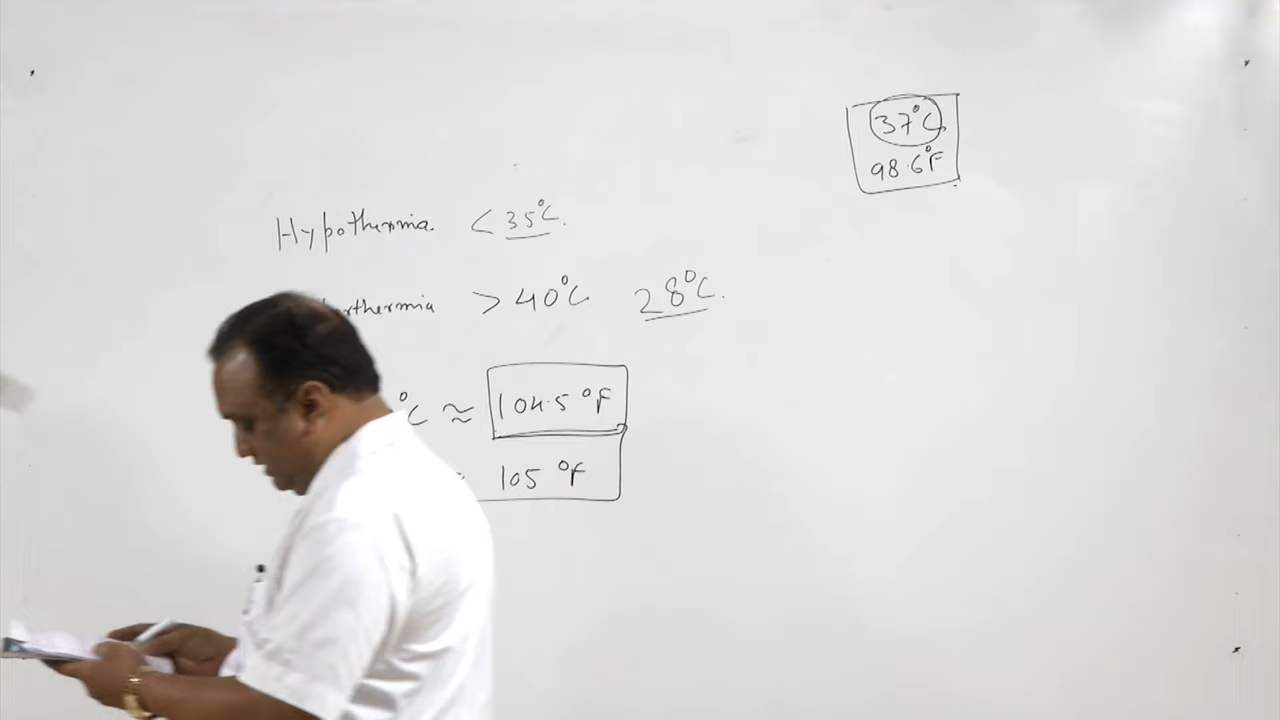 37°C
98.6°F
Hypothermia. < 35°C.
>40°C 28°C.
°C ≈ 104.5 °F
105 °F